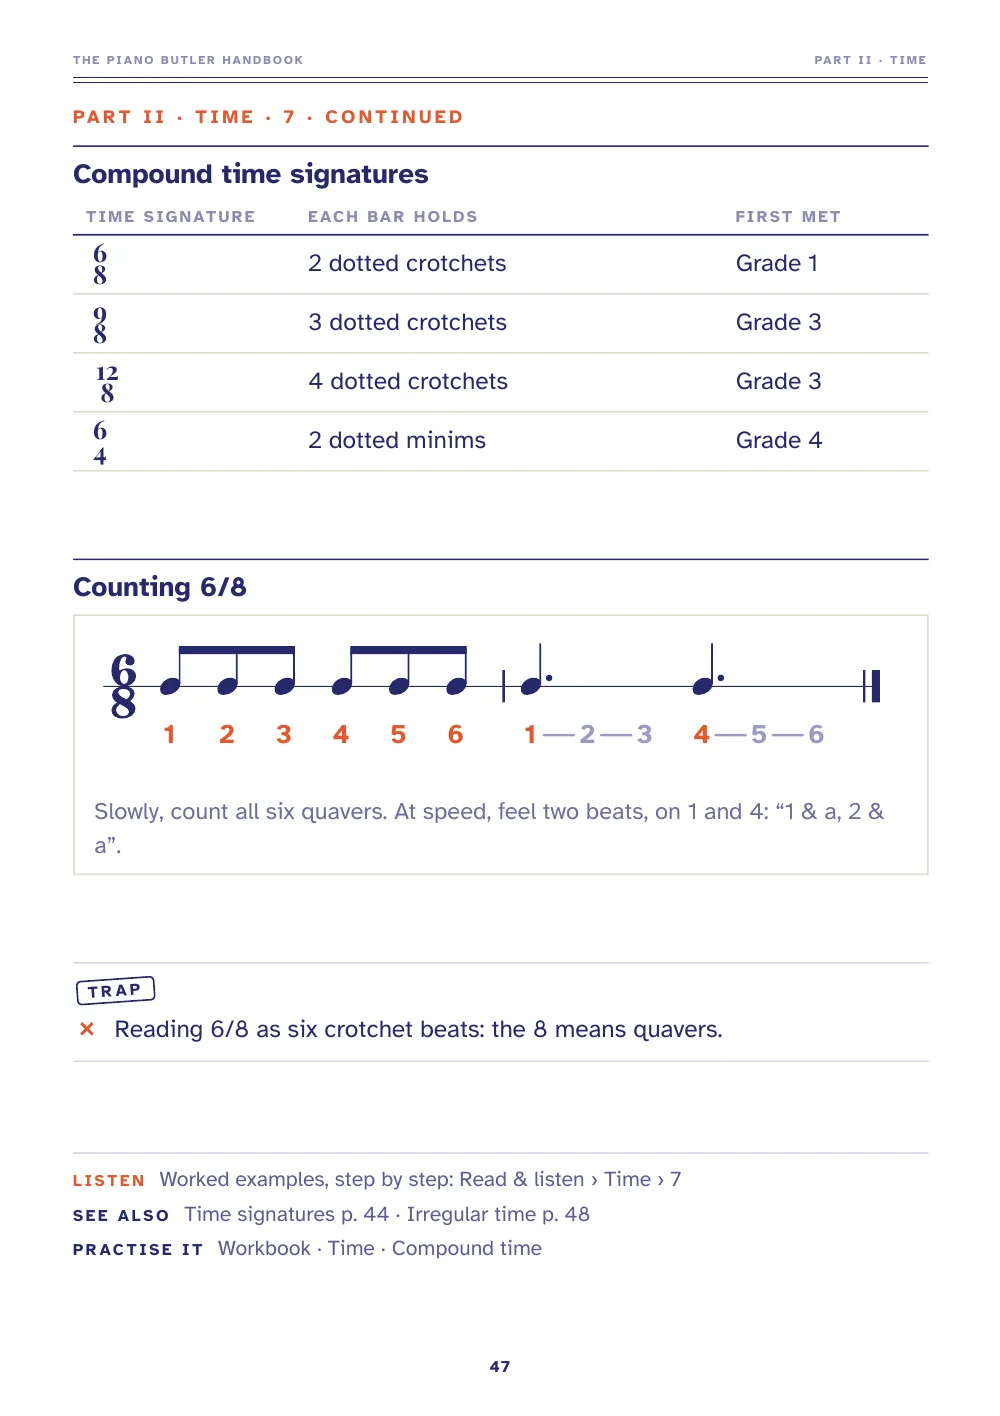 THE PIANO BUTLER HANDBOOK
PART II · TIME
PART II · TIME · 7 · CONTINUED
Compound time signatures
TIME SIGNATURE EACH BAR HOLDS FIRST MET
6
8 2 dotted crotchets Grade 1
9
8 3 dotted crotchets Grade 3
12
8 4 dotted crotchets Grade 3
6
4 2 dotted minims Grade 4
Counting 6/8
6
8
1 2 3 4 5 6 1 — 2 — 3 4 — 5 — 6
Slowly, count all six quavers. At speed, feel two beats, on 1 and 4: “1 & a, 2 &
a”.
TRAP
× Reading 6/8 as six crotchet beats: the 8 means quavers.
LISTEN Worked examples, step by step: Read & listen › Time › 7
SEE ALSO Time signatures p. 44 · Irregular time p. 48
PRACTISE IT Workbook · Time · Compound time
47